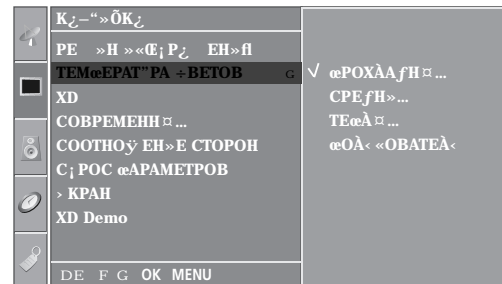 К¿–“»ÕК¿
PE »H »«Œ¡P¿ EH»fl
TEMœEPAT"PA ÷BETOB G
XD
COBPEMEHH¤...
COOTHOÿ EH»E CTOPOH
C¡POC œAPAMETPOB
› KPAH
XD Demo
√ œPOXÀAƒH¤...
CPEƒH»...
TEœÀ¤...
œOÀ‹ «OBATEÀ‹
DE F G OK MENU